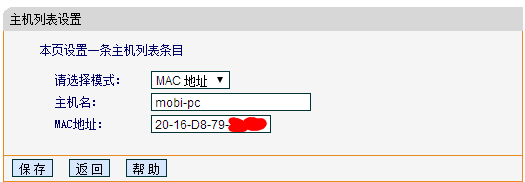 主机列表设置
本页设置一条主机列表条目
请选择模式： MAC 地址
主机名： mobi-pc
MAC地址： 20-16-D8-79-
保 存 返 回 帮 助